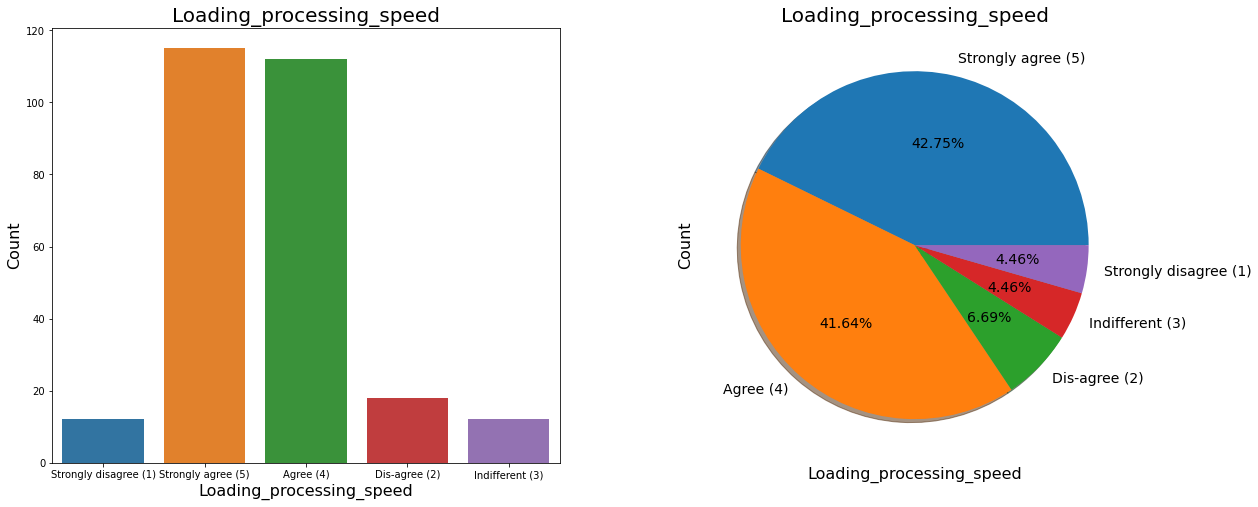 Loading_processing_speed
120
100
80
60
40
20
0
Count
Strongly disagree (1) Strongly agree (5) Agree (4) Dis-agree (2) Indifferent (3)
Loading_processing_speed
Loading_processing_speed
Strongly agree (5)
42.75%
Count
4.46%
Strongly disagree (1)
4.46%
6.69%
41.64%
Indifferent (3)
Dis-agree (2)
Agree (4)
Loading_processing_speed